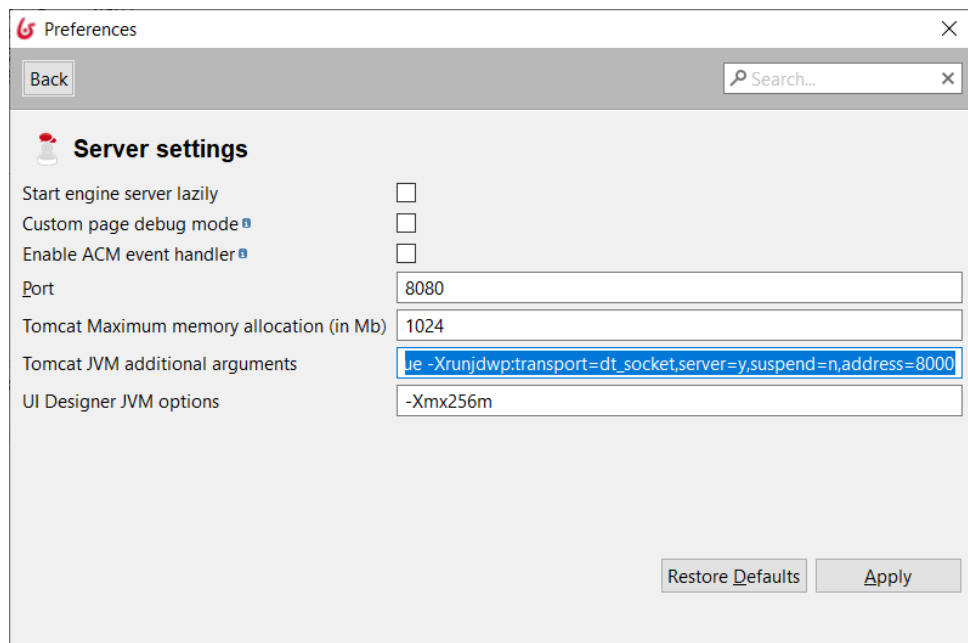 Preferences
Back
Search...
Server settings
Start engine server lazily
Custom page debug mode
Enable ACM event handler
Port
8080
Tomcat Maximum memory allocation (in Mb)
1024
Tomcat JVM additional arguments
ue -Xrunjdwp:transport=dt_socket,server=y,suspend=n,address=8000
UI Designer JVM options
-Xmx256m
Restore Defaults
Apply